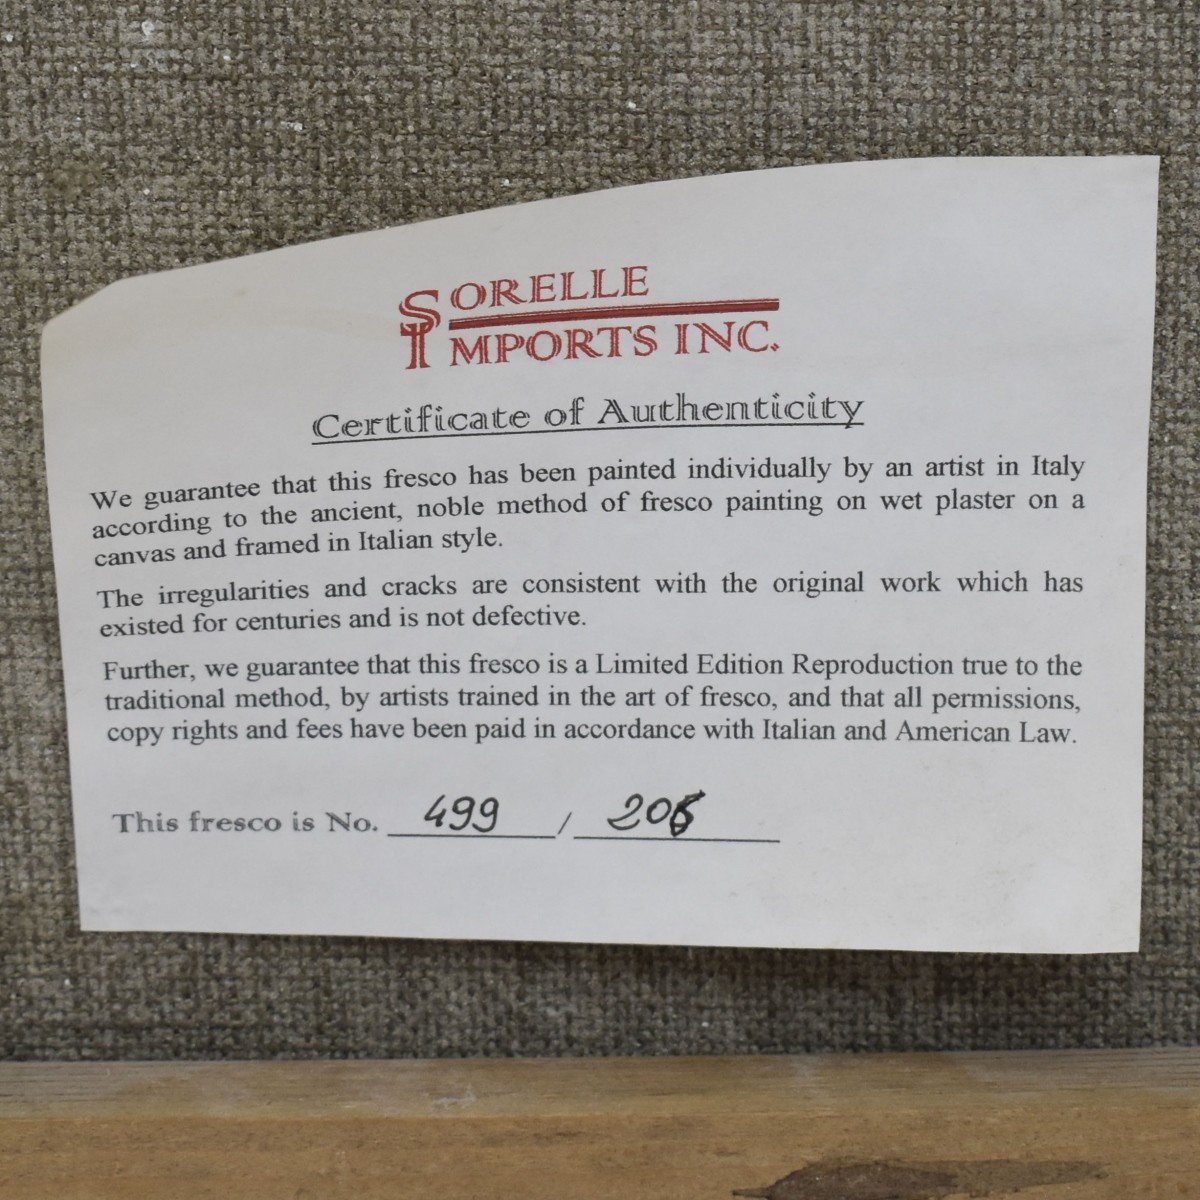 SORELLE
IMPORTS INC.
Certificate of Authenticity
We guarantee that this fresco has been painted individually by an artist in Italy
according to the ancient, noble method of fresco painting on wet plaster on a
canvas and framed in Italian style.
The irregularities and cracks are consistent with the original work which has
existed for centuries and is not defective.
Further, we guarantee that this fresco is a Limited Edition Reproduction true to the
traditional method, by artists trained in the art of fresco, and that all permissions,
copy rights and fees have been paid in accordance with Italian and American Law.
This fresco is No. 499 / 206